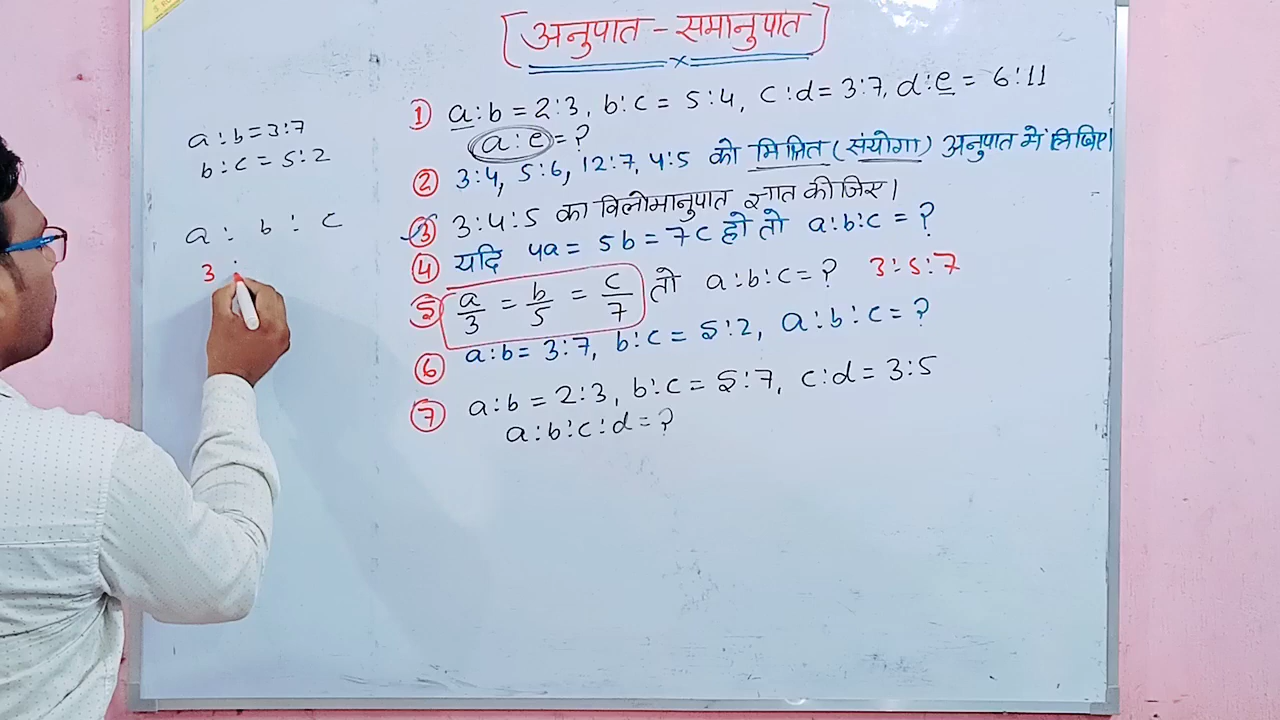 [अनुपात - समानुपात]
a:b=3:7
b:c = 5:2
a : b : c
3 :
① a:b = 2:3, b:c = 5:4, c:d = 3:7, d:e = 6:11
a:e = ?
② 3:4, 5:6, 12:7, 4:5 को मिश्रित (संयोगा) अनुपात में लिखिए।
③ 3:4:5 का विलोमानुपात ज्ञात कीजिए।
④ यदि 4a = 5b = 7c हो तो a:b:c = ?
⑤ a/3 = b/5 = c/7 तो a:b:c = ? 3:5:7
⑥ a:b = 3:7, b:c = 5:2, a:b:c = ?
⑦ a:b = 2:3, b:c = 5:7, c:d = 3:5
a:b:c:d = ?